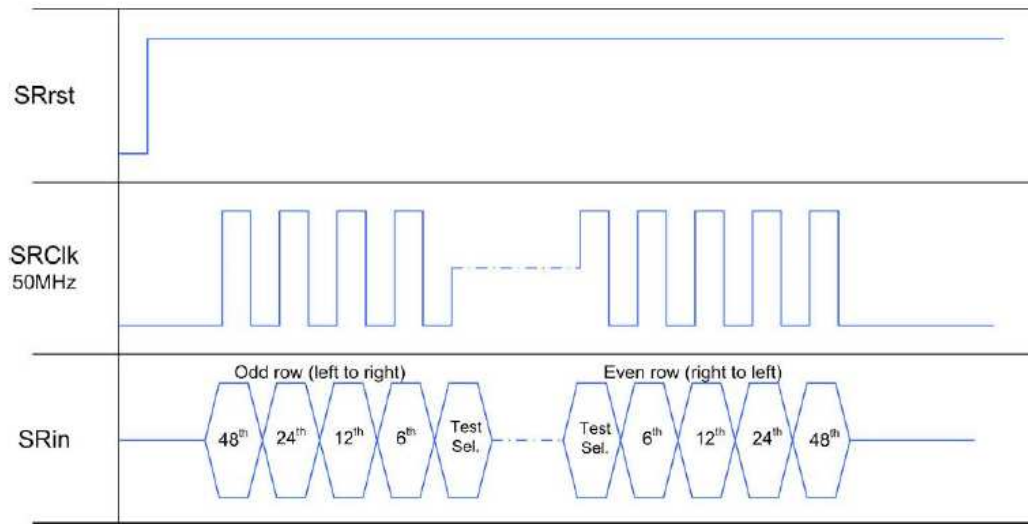 SRrst
SRClk
50MHz
Odd row (left to right)
Even row (right to left)
SRin
48th
24th
12th
6th
Test
Sel.
Test
Sel.
6th
12th
24th
48th